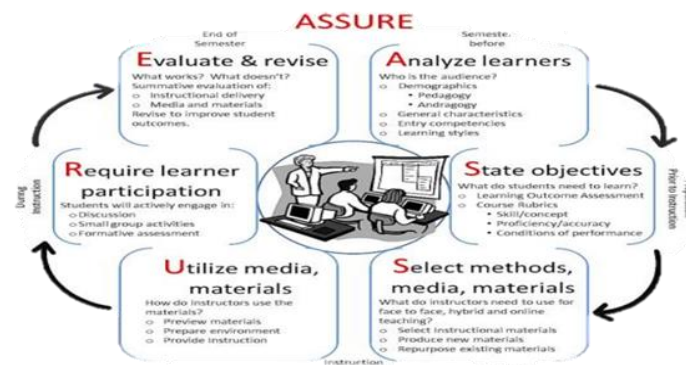 ASSURE
End of
Semester
Evaluate & revise
What works? What doesn't?
Summative evaluation of:
o Instructional delivery
o Media and materials
Revise to improve student
outcomes.
Semeste.
before
Analyze learners
Who is the audience?
o Demographics
• Pedagogy
• Andragogy
o General characteristics
o Entry competencies
o Learning styles
Prior to Instruction
State objectives
What do students need to learn?
o Learning Outcome Assessment
o Course Rubrics
• Skill/concept
• Proficiency/accuracy
• Conditions of performance
Select methods,
media, materials
What do instructors need to use for
face to face, hybrid and online
teaching?
o Select Instructional materials
o Produce new materials
o Repurpose existing materials
Instruction
Utilize media,
materials
How do instructors use the
materials?
o Preview materials
o Prepare environment
o Provide Instruction
During
Instruction
Require learner
participation
Students will actively engage in:
o Discussion
o Small group activities
o Formative assessment